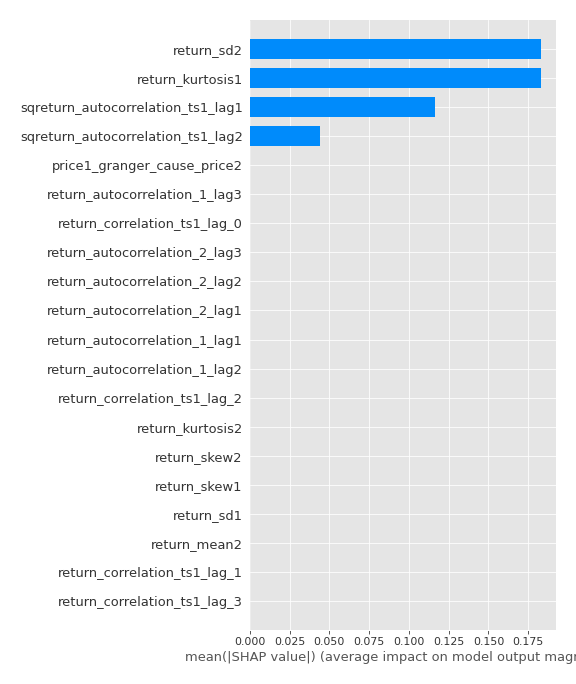 return_sd2
return_kurtosis1
sqreturn_autocorrelation_ts1_lag1
sqreturn_autocorrelation_ts1_lag2
price1_granger_cause_price2
return_autocorrelation_1_lag3
return_correlation_ts1_lag_0
return_autocorrelation_2_lag3
return_autocorrelation_2_lag2
return_autocorrelation_2_lag1
return_autocorrelation_1_lag1
return_autocorrelation_1_lag2
return_correlation_ts1_lag_2
return_kurtosis2
return_skew2
return_skew1
return_sd1
return_mean2
return_correlation_ts1_lag_1
return_correlation_ts1_lag_3
0.000 0.025 0.050 0.075 0.100 0.125 0.150 0.175
mean(|SHAP value|) (average impact on model output magn